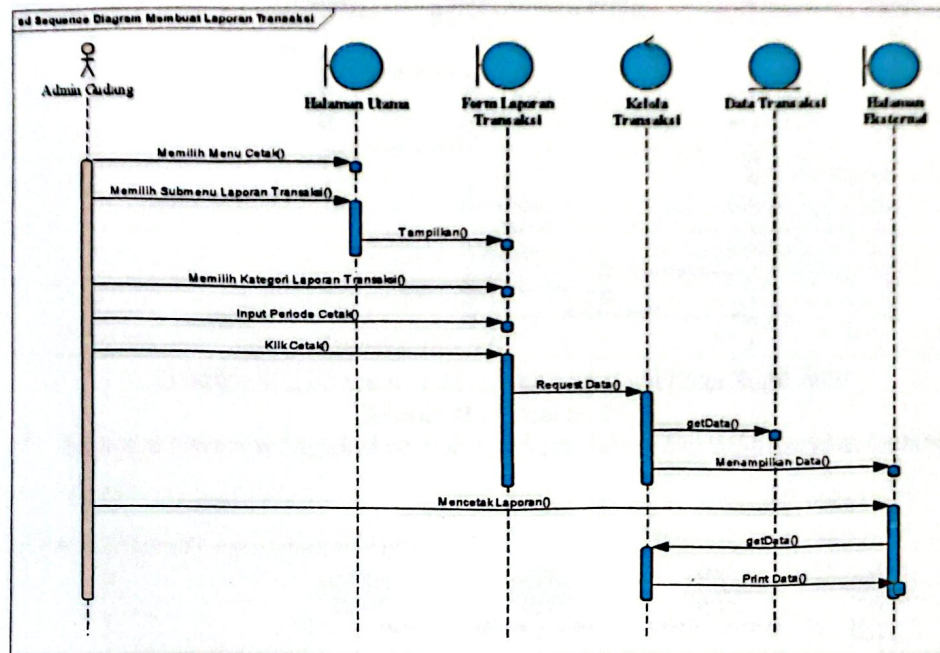 sd Sequence Diagram Membuat Laporan Transaksi
Admin Gudang
Halaman Utama
Form Laporan
Transaksi
Kelola
Transaksi
Data Transaksi
Halaman
Eksternal
Memilih Menu Cetak()
Memilih Submenu Laporan Transaksi()
Tampilkan()
Memilih Kategori Laporan Transaksi()
Input Periode Cetak()
Klik Cetak()
Request Data()
getData()
Menampilkan Data()
Mencetak Laporan()
getData()
Print Data()